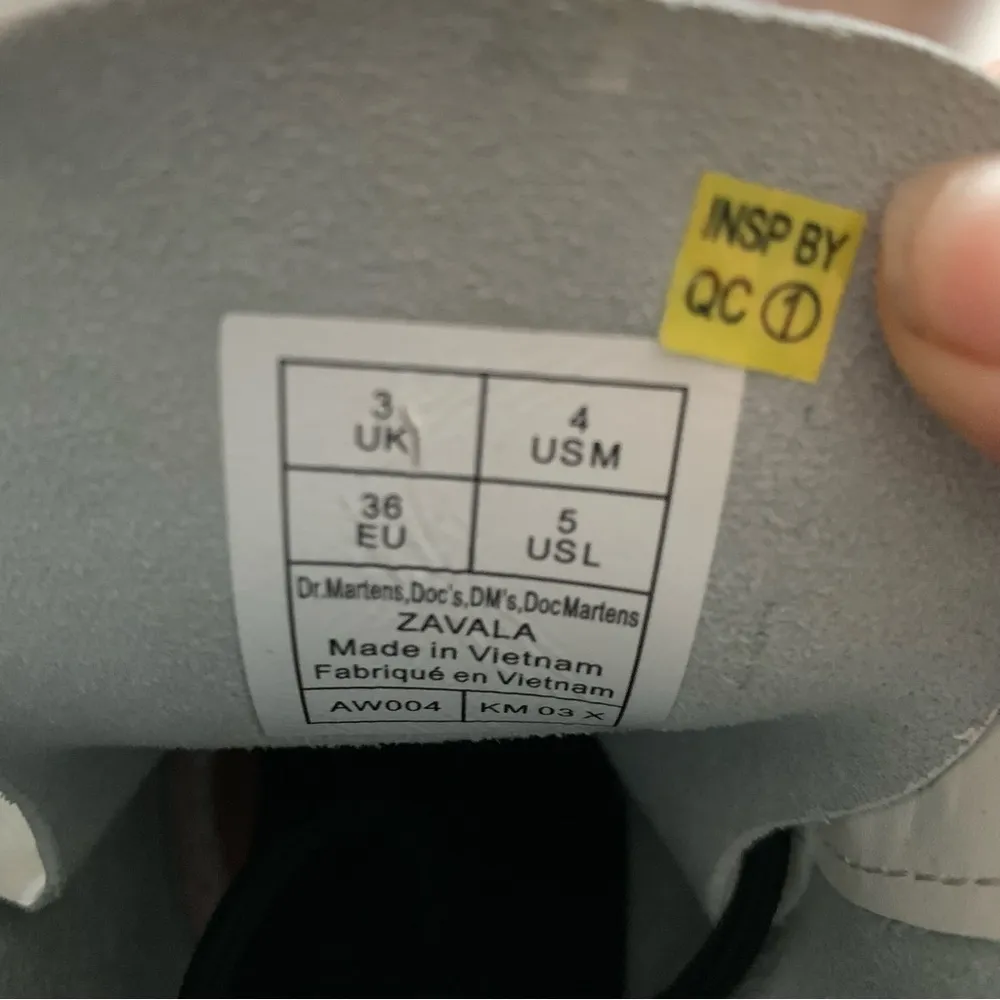 INSP BY
QC ①
3
UK
4
USM
36
EU
5
USL
Dr.Martens,Doc's,DM's,DocMartens
ZAVALA
Made in Vietnam
Fabriqué en Vietnam
AW004
KM 03 X